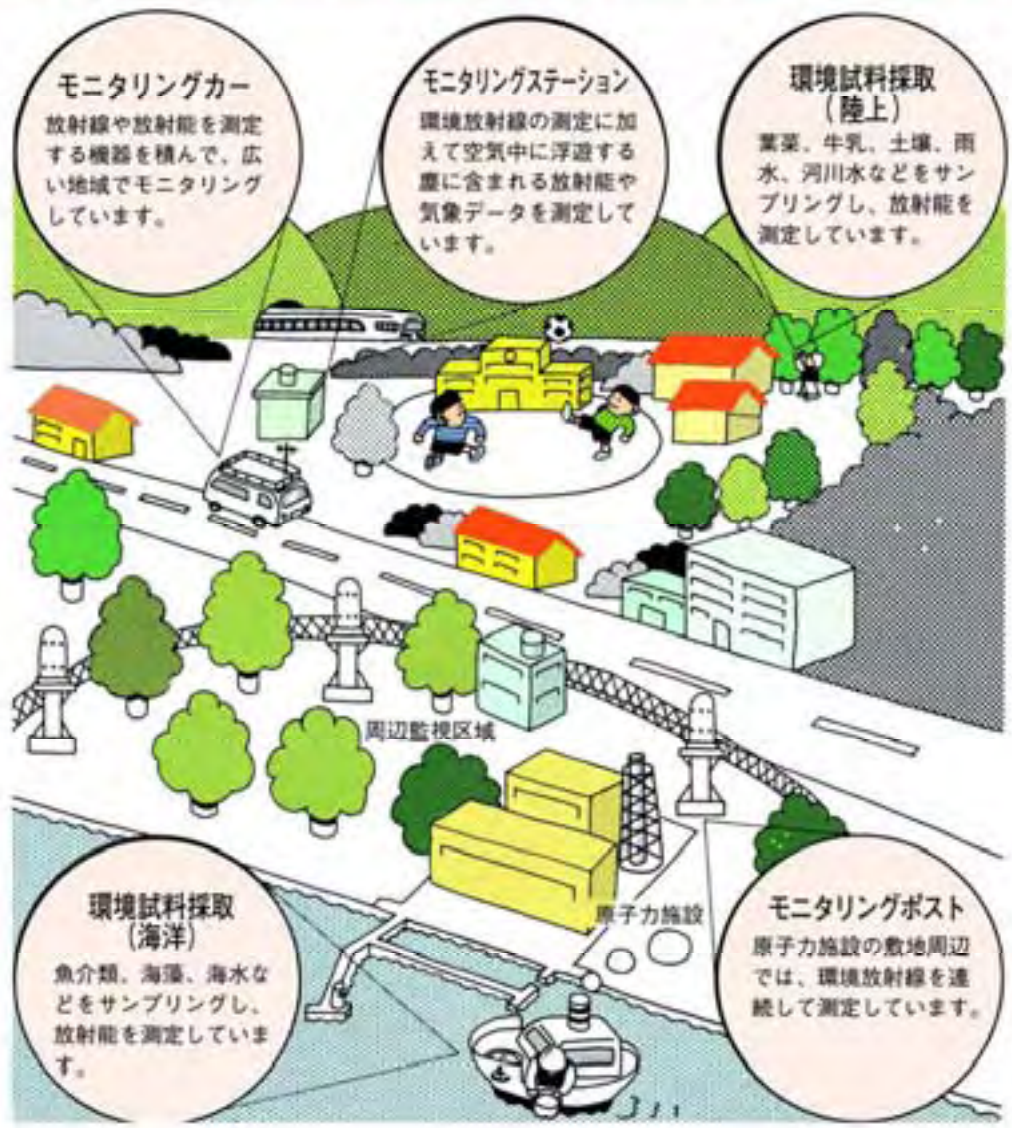 モニタリングカー
放射線や放射能を測定
する機器を積んで、広
い地域でモニタリング
しています。
モニタリングステーション
環境放射線の測定に加
えて空気中に浮遊する
塵に含まれる放射能や
気象データを測定して
います。
環境試料採取
(陸上)
葉菜、牛乳、土壌、雨
水、河川水などをサン
プリングし、放射能を
測定しています。
周辺監視区域
原子力施設
環境試料採取
(海洋)
魚介類、海藻、海水な
どをサンプリングし、
放射能を測定していま
す。
モニタリングポスト
原子力施設の敷地周辺
では、環境放射線を連
続して測定しています。